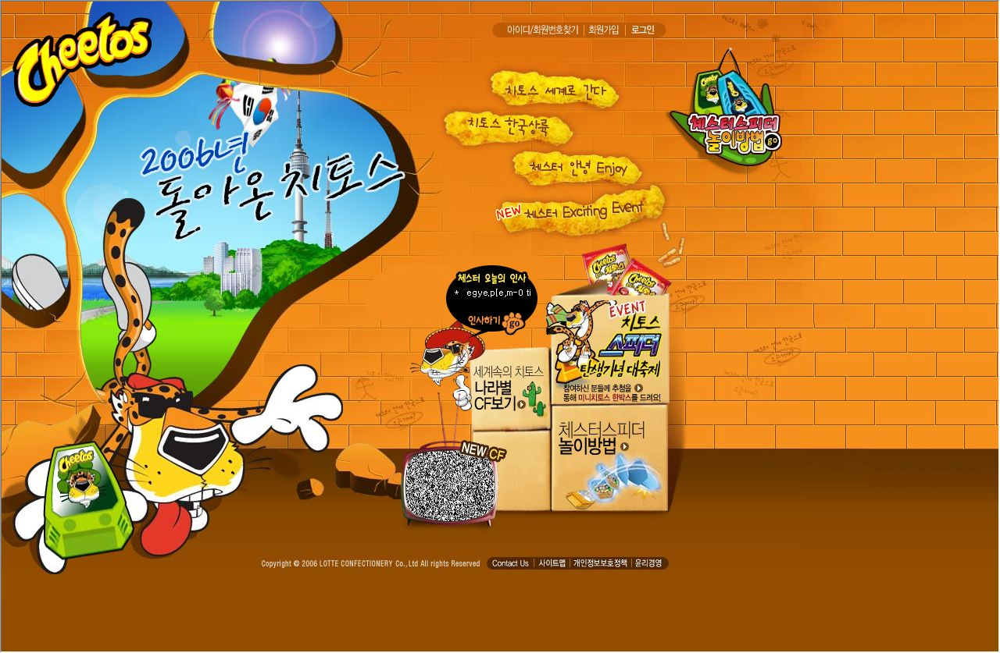 Cheetos
아이디/회원번호찾기 | 회원가입 | 로그인
치토스 세계로 간다
치토스 한국상륙
체스터 안녕 Enjoy
NEW 체스터 Exciting Event
Cheetos
체스터스피더
놀이방법 go
2006년
돌아온 치토스
체스터 오늘의 인사
* egye,p[e,m-0 ti
인사하기 go
Cheetos
Cheetos
EVENT
치토스
스피더
탄생기념 대축제
참여하신 분들께 추첨을
통해 미니치토스 한박스를 드려요!
세계속의 치토스
나라별
CF보기
체스터스피더
놀이방법
NEW CF
Cheetos
Copyright © 2006 LOTTE CONFECTIONERY Co.,Ltd All rights Reserved
Contact Us | 사이트맵 | 개인정보보호정책 | 윤리경영